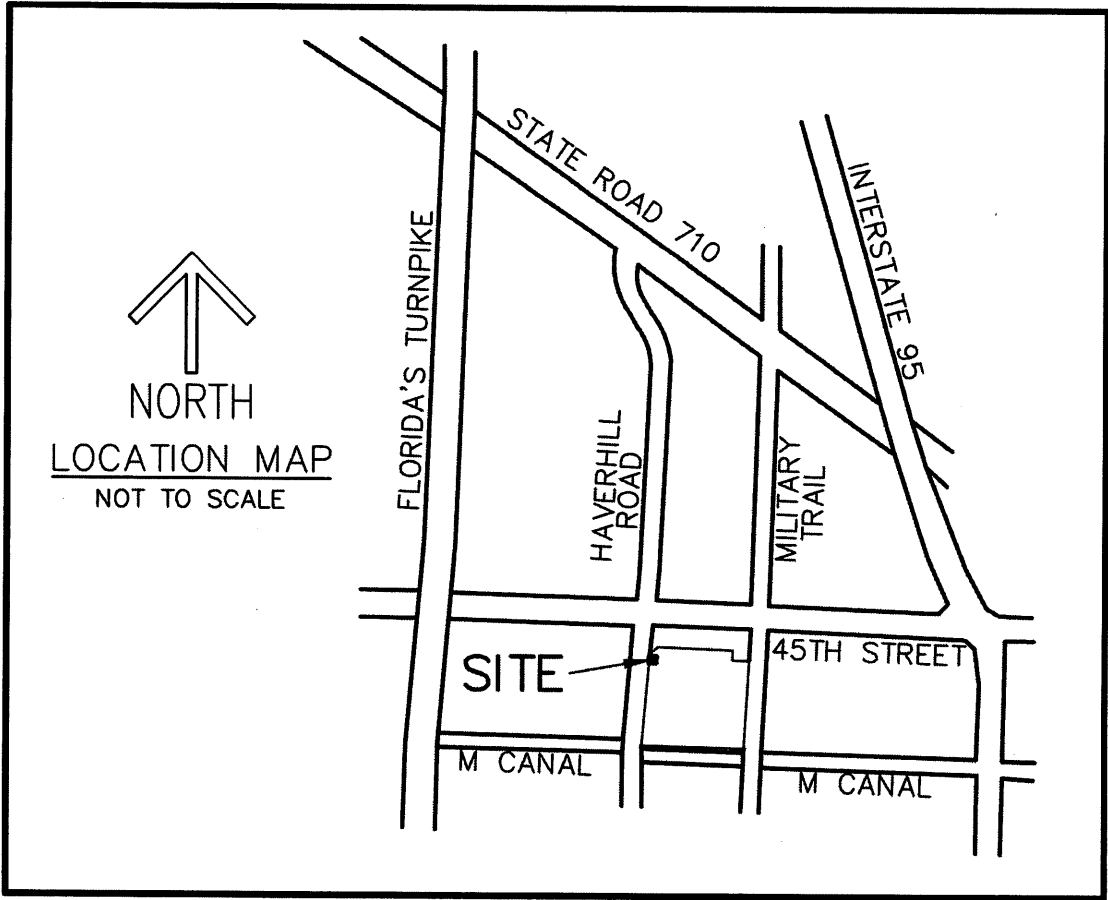 STATE ROAD 710
INTERSTATE 95
FLORIDA'S TURNPIKE
NORTH
LOCATION MAP
NOT TO SCALE
HAVERHILL
ROAD
MILITARY
TRAIL
45TH STREET
SITE
M CANAL
M CANAL